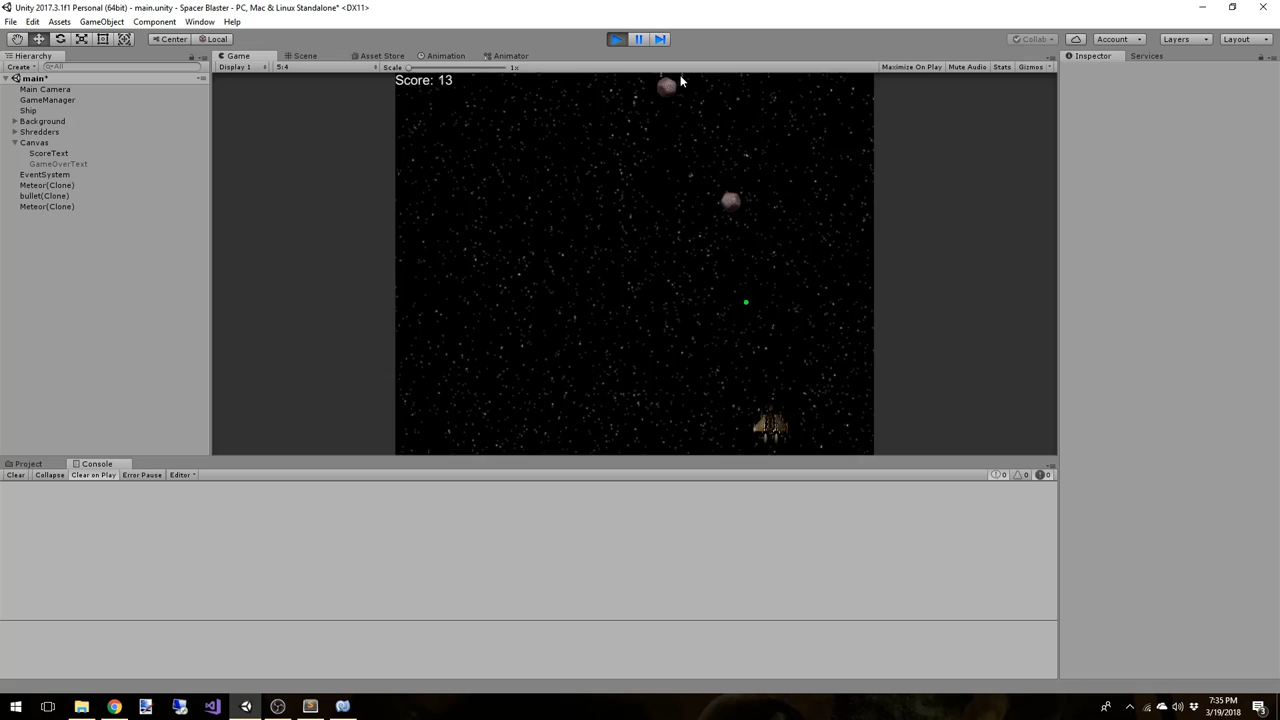 Unity 2017.3.1f1 Personal (64bit) - main.unity - Spacer Blaster - PC, Mac & Linux Standalone* <DX11>
File Edit Assets GameObject Component Window Help
Center Local Collab Account Layers Layout
Hierarchy Game Scene Asset Store Animation Animator Inspector Services
Create All Display 1 5:4 Scale 1x Maximize On Play Mute Audio Stats Gizmos
main*
Score: 13
Main Camera
GameManager
Ship
Background
Shredders
Canvas
ScoreText
GameOverText
EventSystem
Meteor(Clone)
bullet(Clone)
Meteor(Clone)
Project Console
Clear Collapse Clear on Play Error Pause Editor 0 0 0
7:35 PM
3/19/2018
3